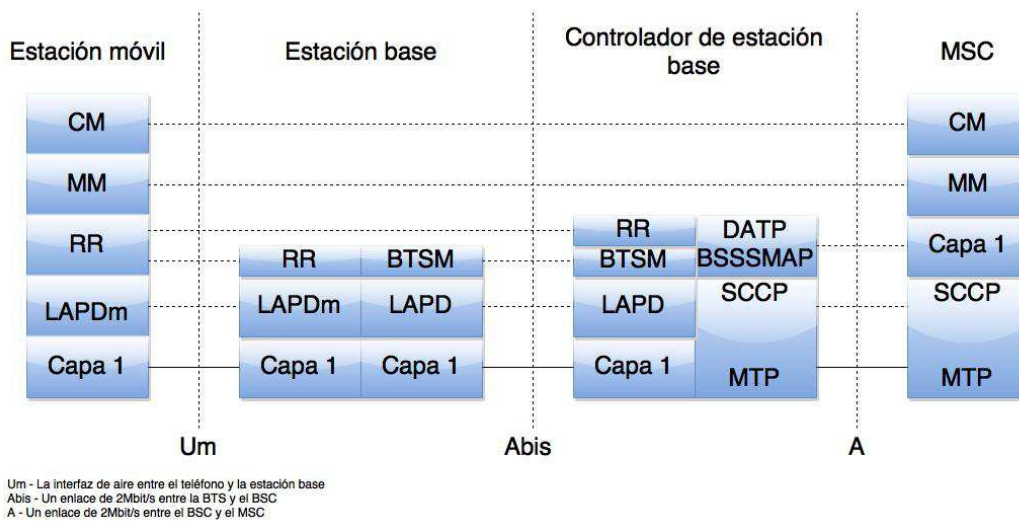 Estación móvil
Estación base
Controlador de estación
base
MSC
CM
CM
MM
MM
RR
RR
DATP
Capa 1
RR
BTSM
BTSM
BSSSMAP
LAPDm
LAPDm
LAPD
LAPD
SCCP
SCCP
Capa 1
Capa 1
Capa 1
Capa 1
MTP
MTP
Um
Abis
A
Um - La interfaz de aire entre el teléfono y la estación base
Abis - Un enlace de 2Mbit/s entre la BTS y el BSC
A - Un enlace de 2Mbit/s entre el BSC y el MSC